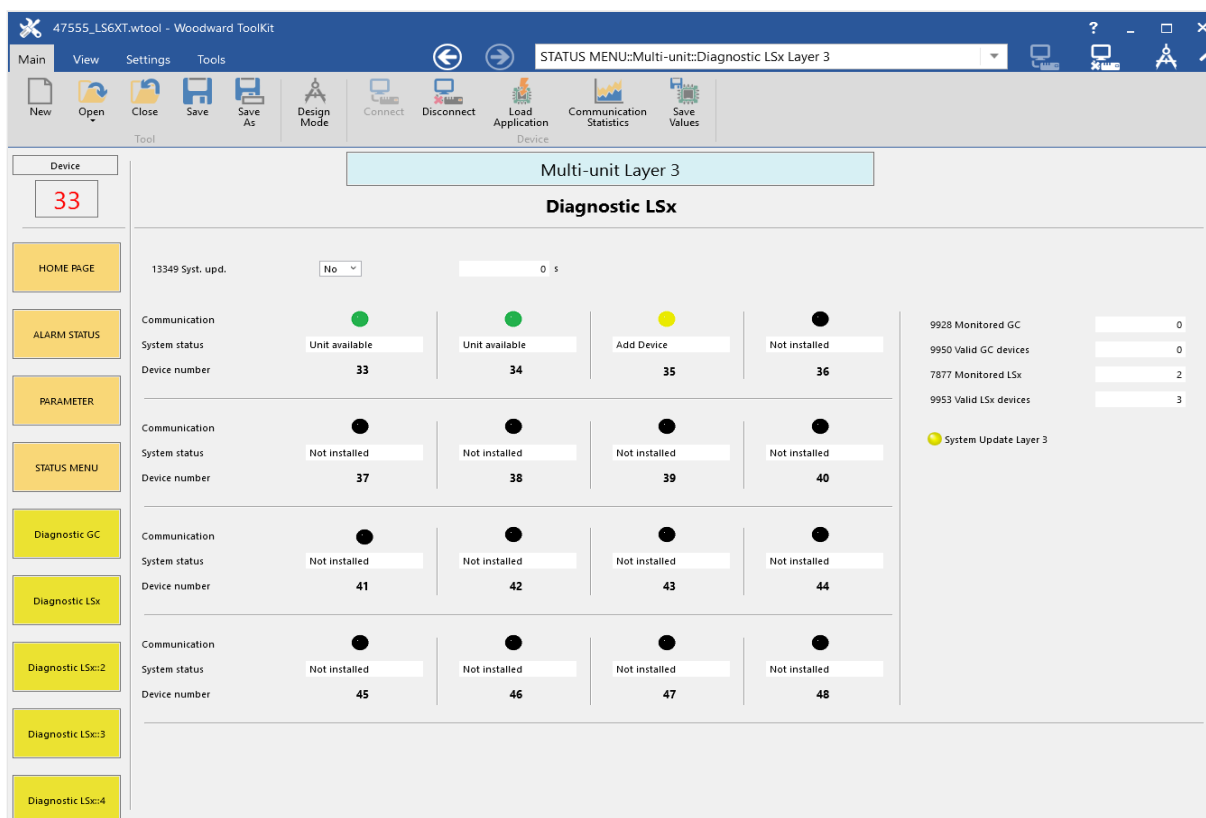 47555_LS6XT.wtool - Woodward ToolKit
?
Main View Settings Tools
STATUS MENU::Multi-unit::Diagnostic LSx Layer 3
New Open Close Save Save As Design Mode Connect Disconnect Load Application Communication Statistics Save Values
Tool Device
Device
33
Multi-unit Layer 3
Diagnostic LSx
HOME PAGE
ALARM STATUS
PARAMETER
STATUS MENU
Diagnostic GC
Diagnostic LSx
Diagnostic LSx::2
Diagnostic LSx::3
Diagnostic LSx::4
13349 Syst. upd. No 0 s
Communication
System status Unit available Unit available Add Device Not installed
Device number 33 34 35 36
Communication
System status Not installed Not installed Not installed Not installed
Device number 37 38 39 40
Communication
System status Not installed Not installed Not installed Not installed
Device number 41 42 43 44
Communication
System status Not installed Not installed Not installed Not installed
Device number 45 46 47 48
9928 Monitored GC 0
9950 Valid GC devices 0
7877 Monitored LSx 2
9953 Valid LSx devices 3
System Update Layer 3